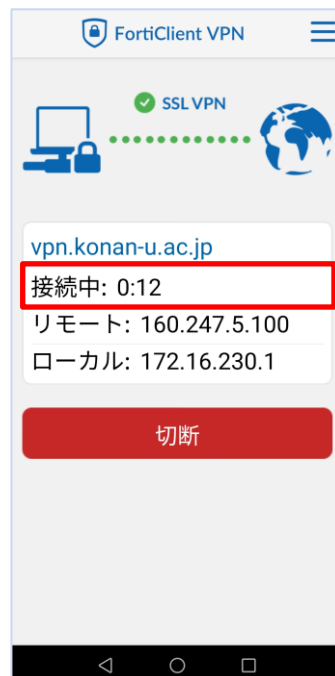 FortiClient VPN
SSL VPN
vpn.konan-u.ac.jp
接続中: 0:12
リモート: 160.247.5.100
ローカル: 172.16.230.1
切断